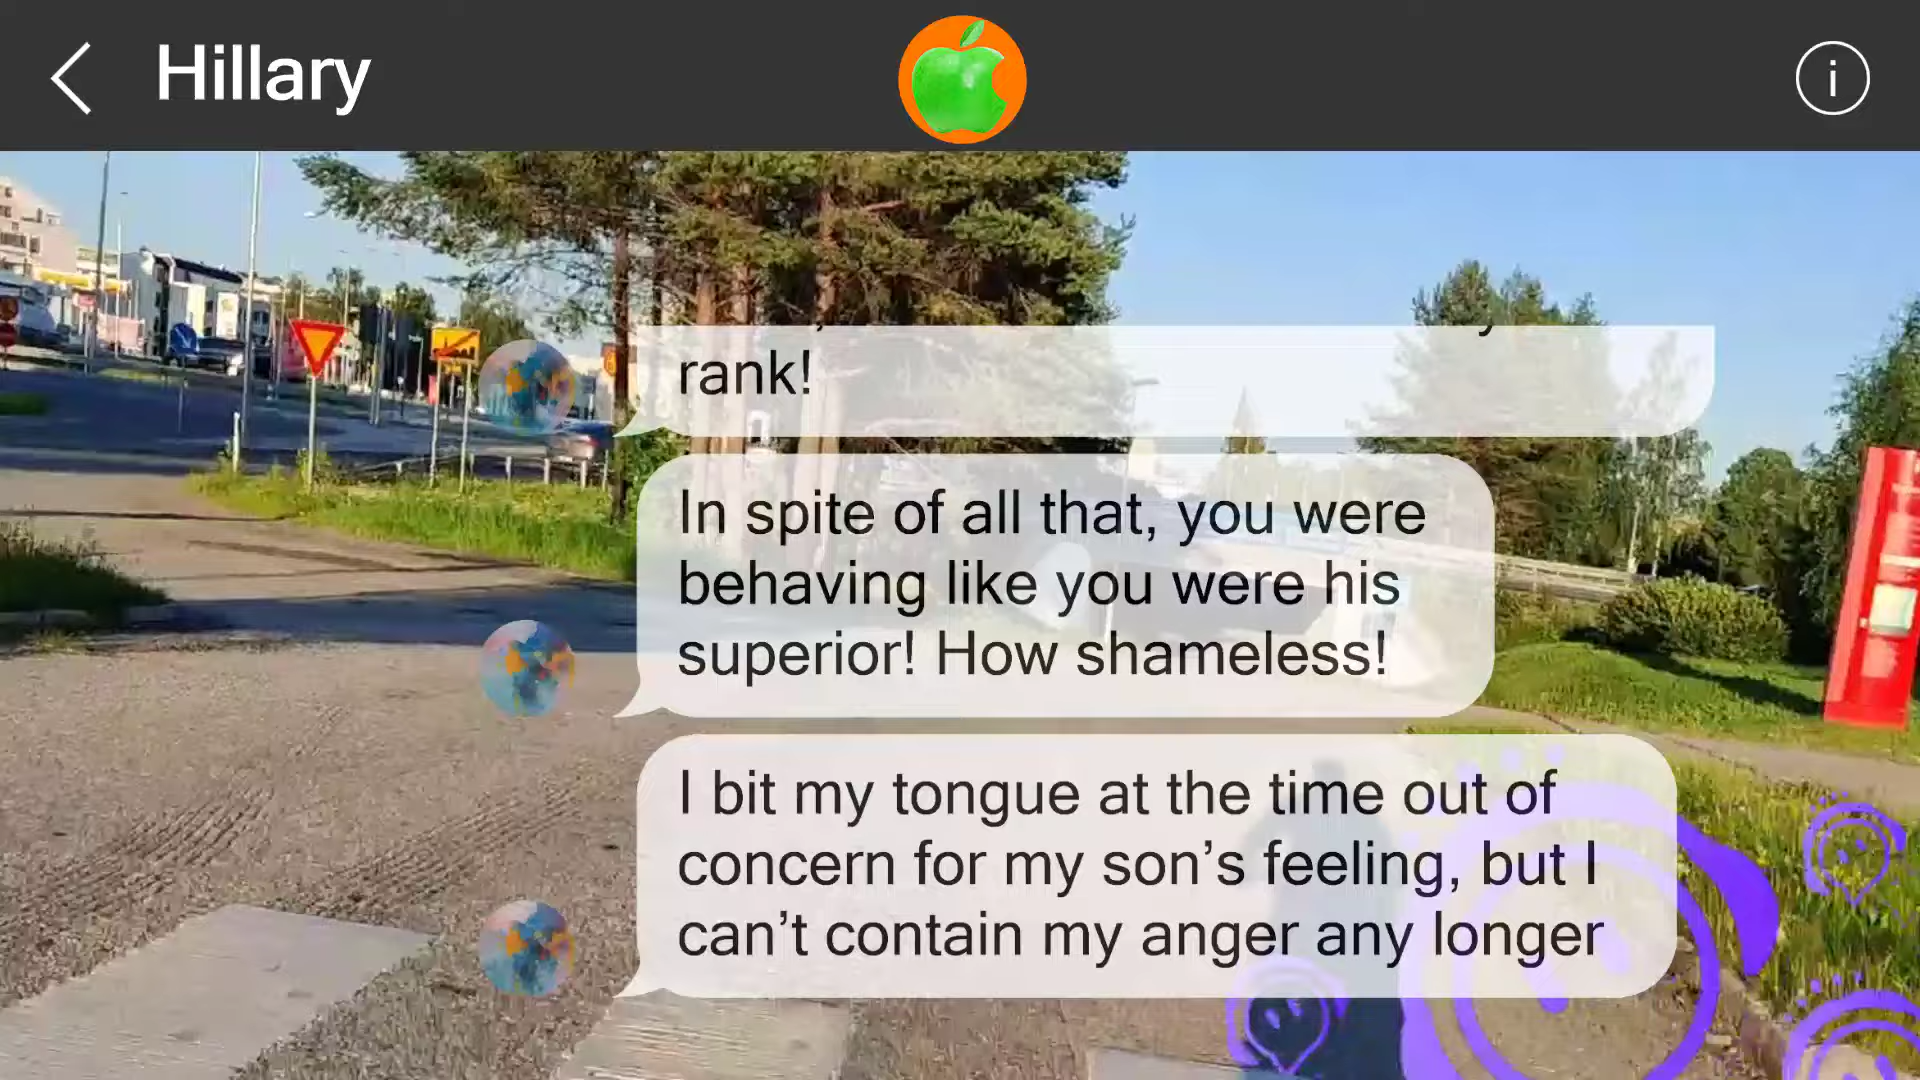 Hillary
i
rank!
In spite of all that, you were
behaving like you were his
superior! How shameless!
I bit my tongue at the time out of
concern for my son’s feeling, but I
can’t contain my anger any longer